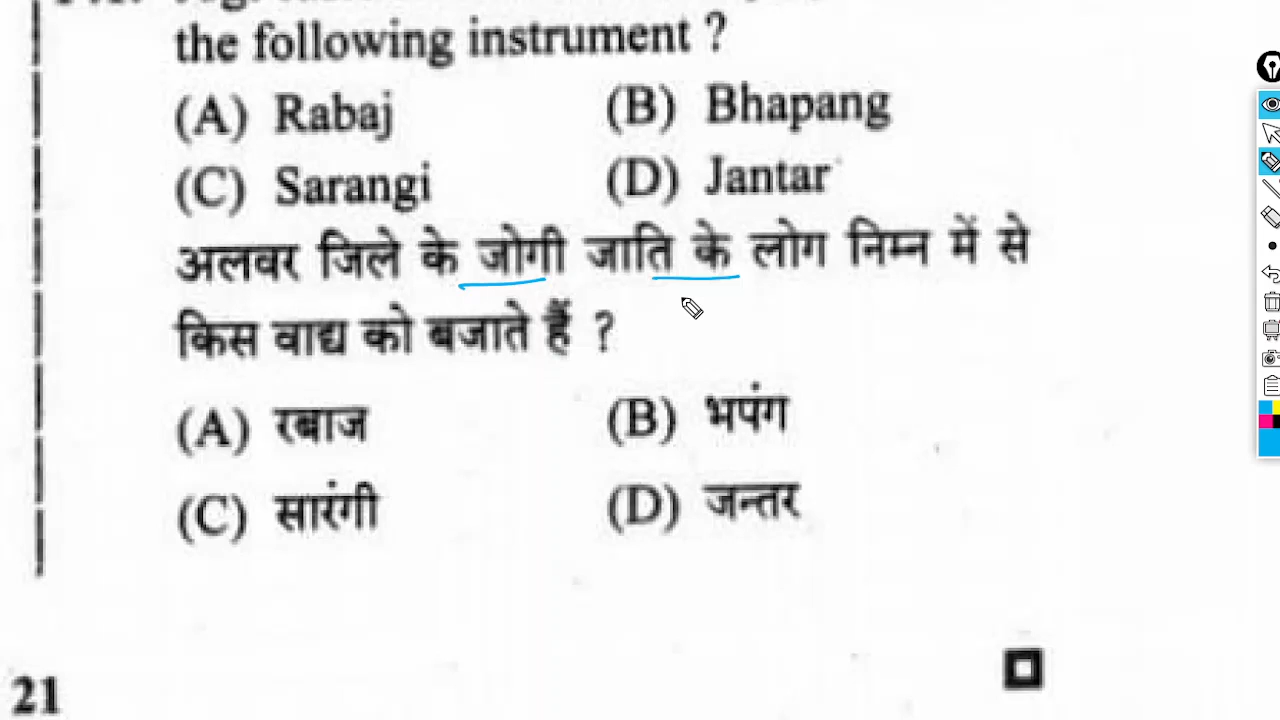 the following instrument ?
(A) Rabaj (B) Bhapang
(C) Sarangi (D) Jantar
अलवर जिले के जोगी जाति के लोग निम्न में से
किस वाद्य को बजाते हैं ?
(A) रबाज (B) भपंग
(C) सारंगी (D) जन्तर
21